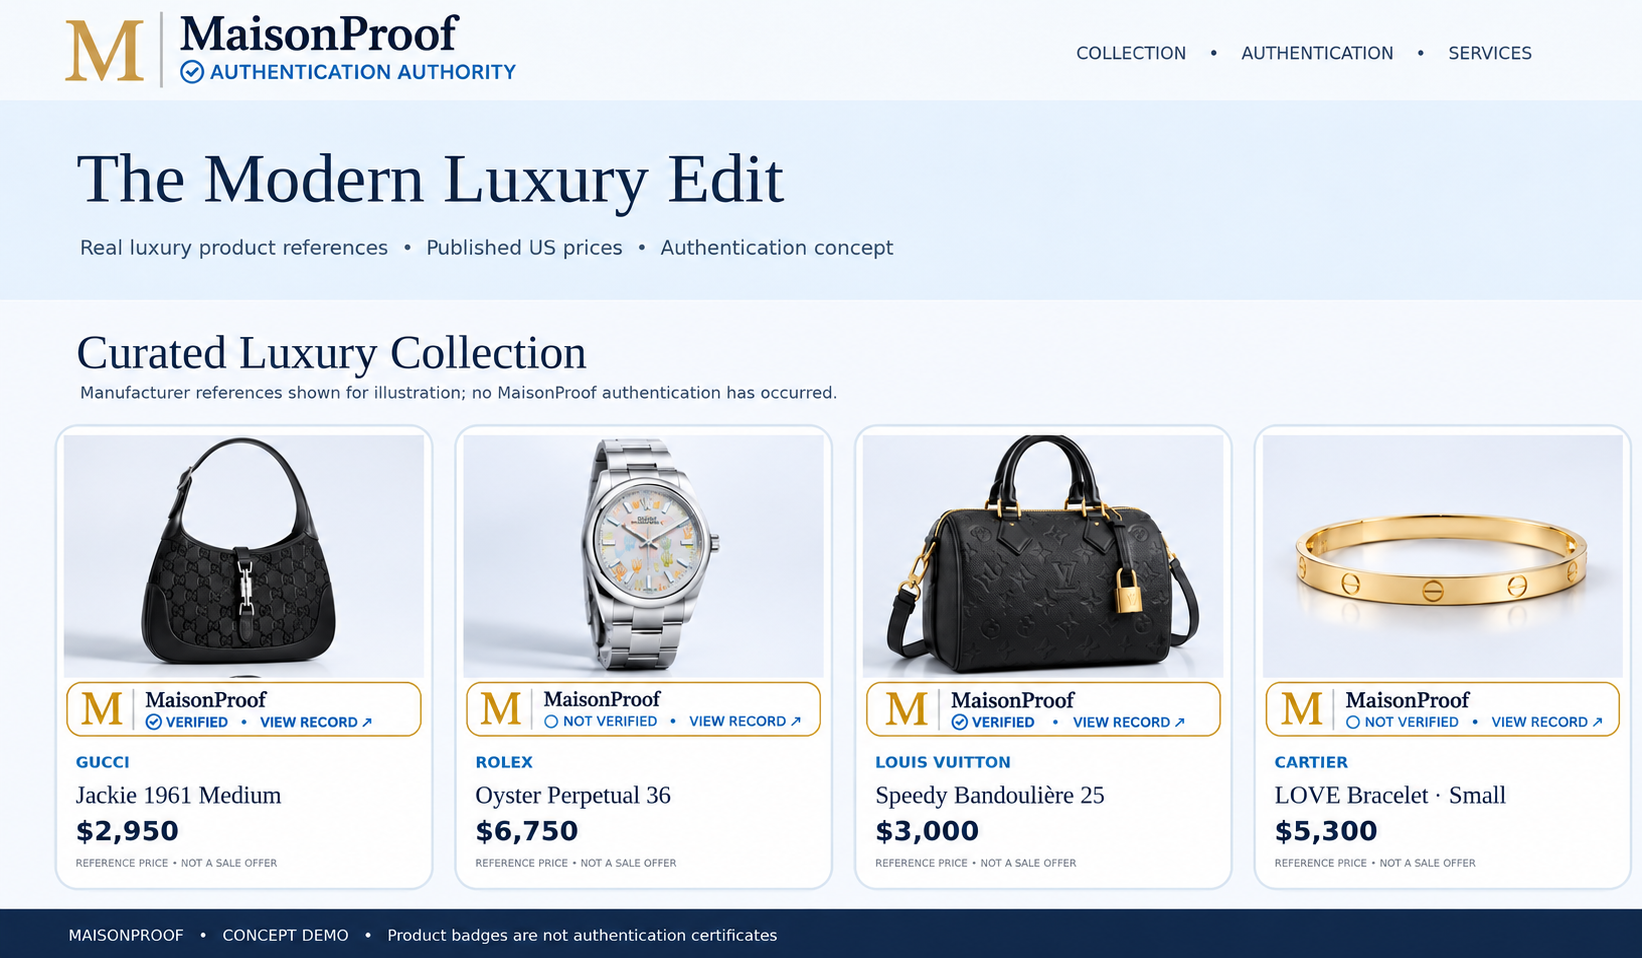 M MaisonProof
AUTHENTICATION AUTHORITY
COLLECTION • AUTHENTICATION • SERVICES
The Modern Luxury Edit
Real luxury product references • Published US prices • Authentication concept
Curated Luxury Collection
Manufacturer references shown for illustration; no MaisonProof authentication has occurred.
M MaisonProof
VERIFIED • VIEW RECORD ↗
GUCCI
Jackie 1961 Medium
$2,950
REFERENCE PRICE • NOT A SALE OFFER
M MaisonProof
NOT VERIFIED • VIEW RECORD ↗
ROLEX
Oyster Perpetual 36
$6,750
REFERENCE PRICE • NOT A SALE OFFER
M MaisonProof
VERIFIED • VIEW RECORD ↗
LOUIS VUITTON
Speedy Bandoulière 25
$3,000
REFERENCE PRICE • NOT A SALE OFFER
M MaisonProof
NOT VERIFIED • VIEW RECORD ↗
CARTIER
LOVE Bracelet · Small
$5,300
REFERENCE PRICE • NOT A SALE OFFER
MAISONPROOF • CONCEPT DEMO • Product badges are not authentication certificates